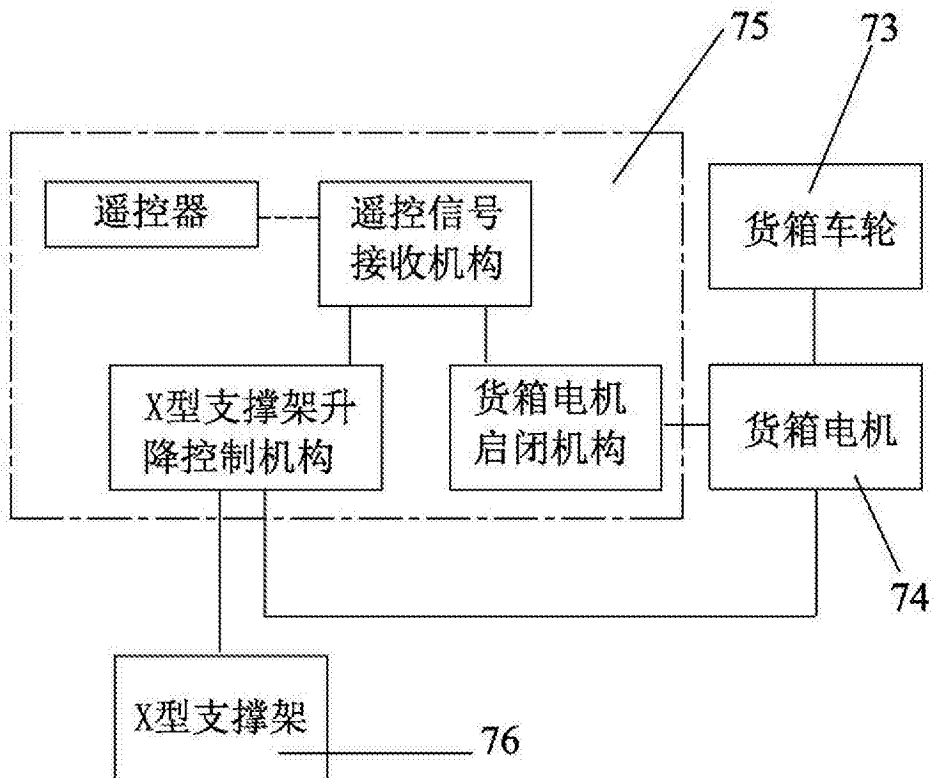 75
73
遥控器
遥控信号
接收机构
货箱车轮
X型支撑架升
降控制机构
货箱电机
启闭机构
货箱电机
74
X型支撑架
76